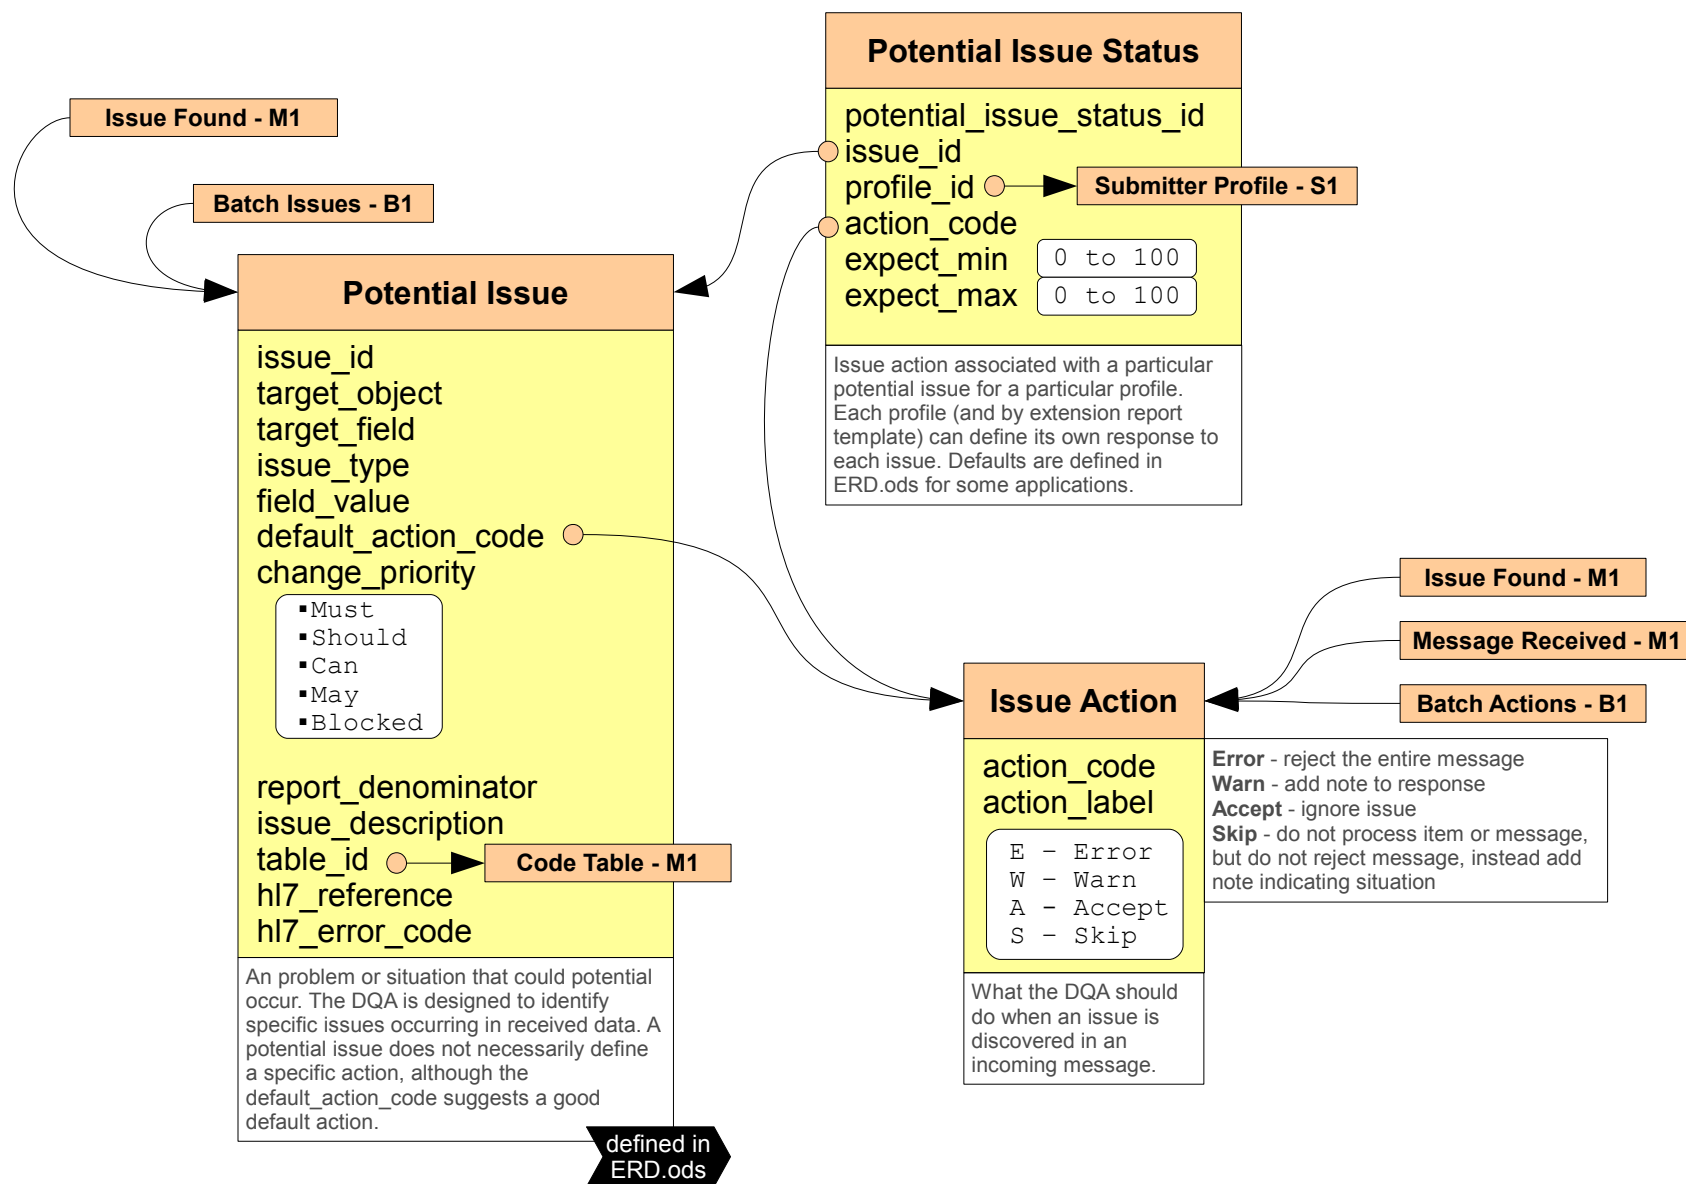 Potential Issue Status
potential_issue_status_id
issue_id
profile_id
Submitter Profile - S1
action_code
expect_min
0 to 100
expect_max
0 to 100
Issue action associated with a particular
potential issue for a particular profile.
Each profile (and by extension report
template) can define its own response to
each issue. Defaults are defined in
ERD.ods for some applications.
Issue Found - M1
Batch Issues - B1
Potential Issue
issue_id
target_object
target_field
issue_type
field_value
default_action_code
change_priority
▪Must
▪Should
▪Can
▪May
▪Blocked
report_denominator
issue_description
table_id
Code Table - M1
hl7_reference
hl7_error_code
An problem or situation that could potential
occur. The DQA is designed to identify
specific issues occurring in received data. A
potential issue does not necessarily define
a specific action, although the
default_action_code suggests a good
default action.
defined in
ERD.ods
Issue Found - M1
Message Received - M1
Batch Actions - B1
Issue Action
action_code
action_label
E – Error
W – Warn
A – Accept
S – Skip
What the DQA should
do when an issue is
discovered in an
incoming message.
Error - reject the entire message
Warn - add note to response
Accept - ignore issue
Skip - do not process item or message,
but do not reject message, instead add
note indicating situation